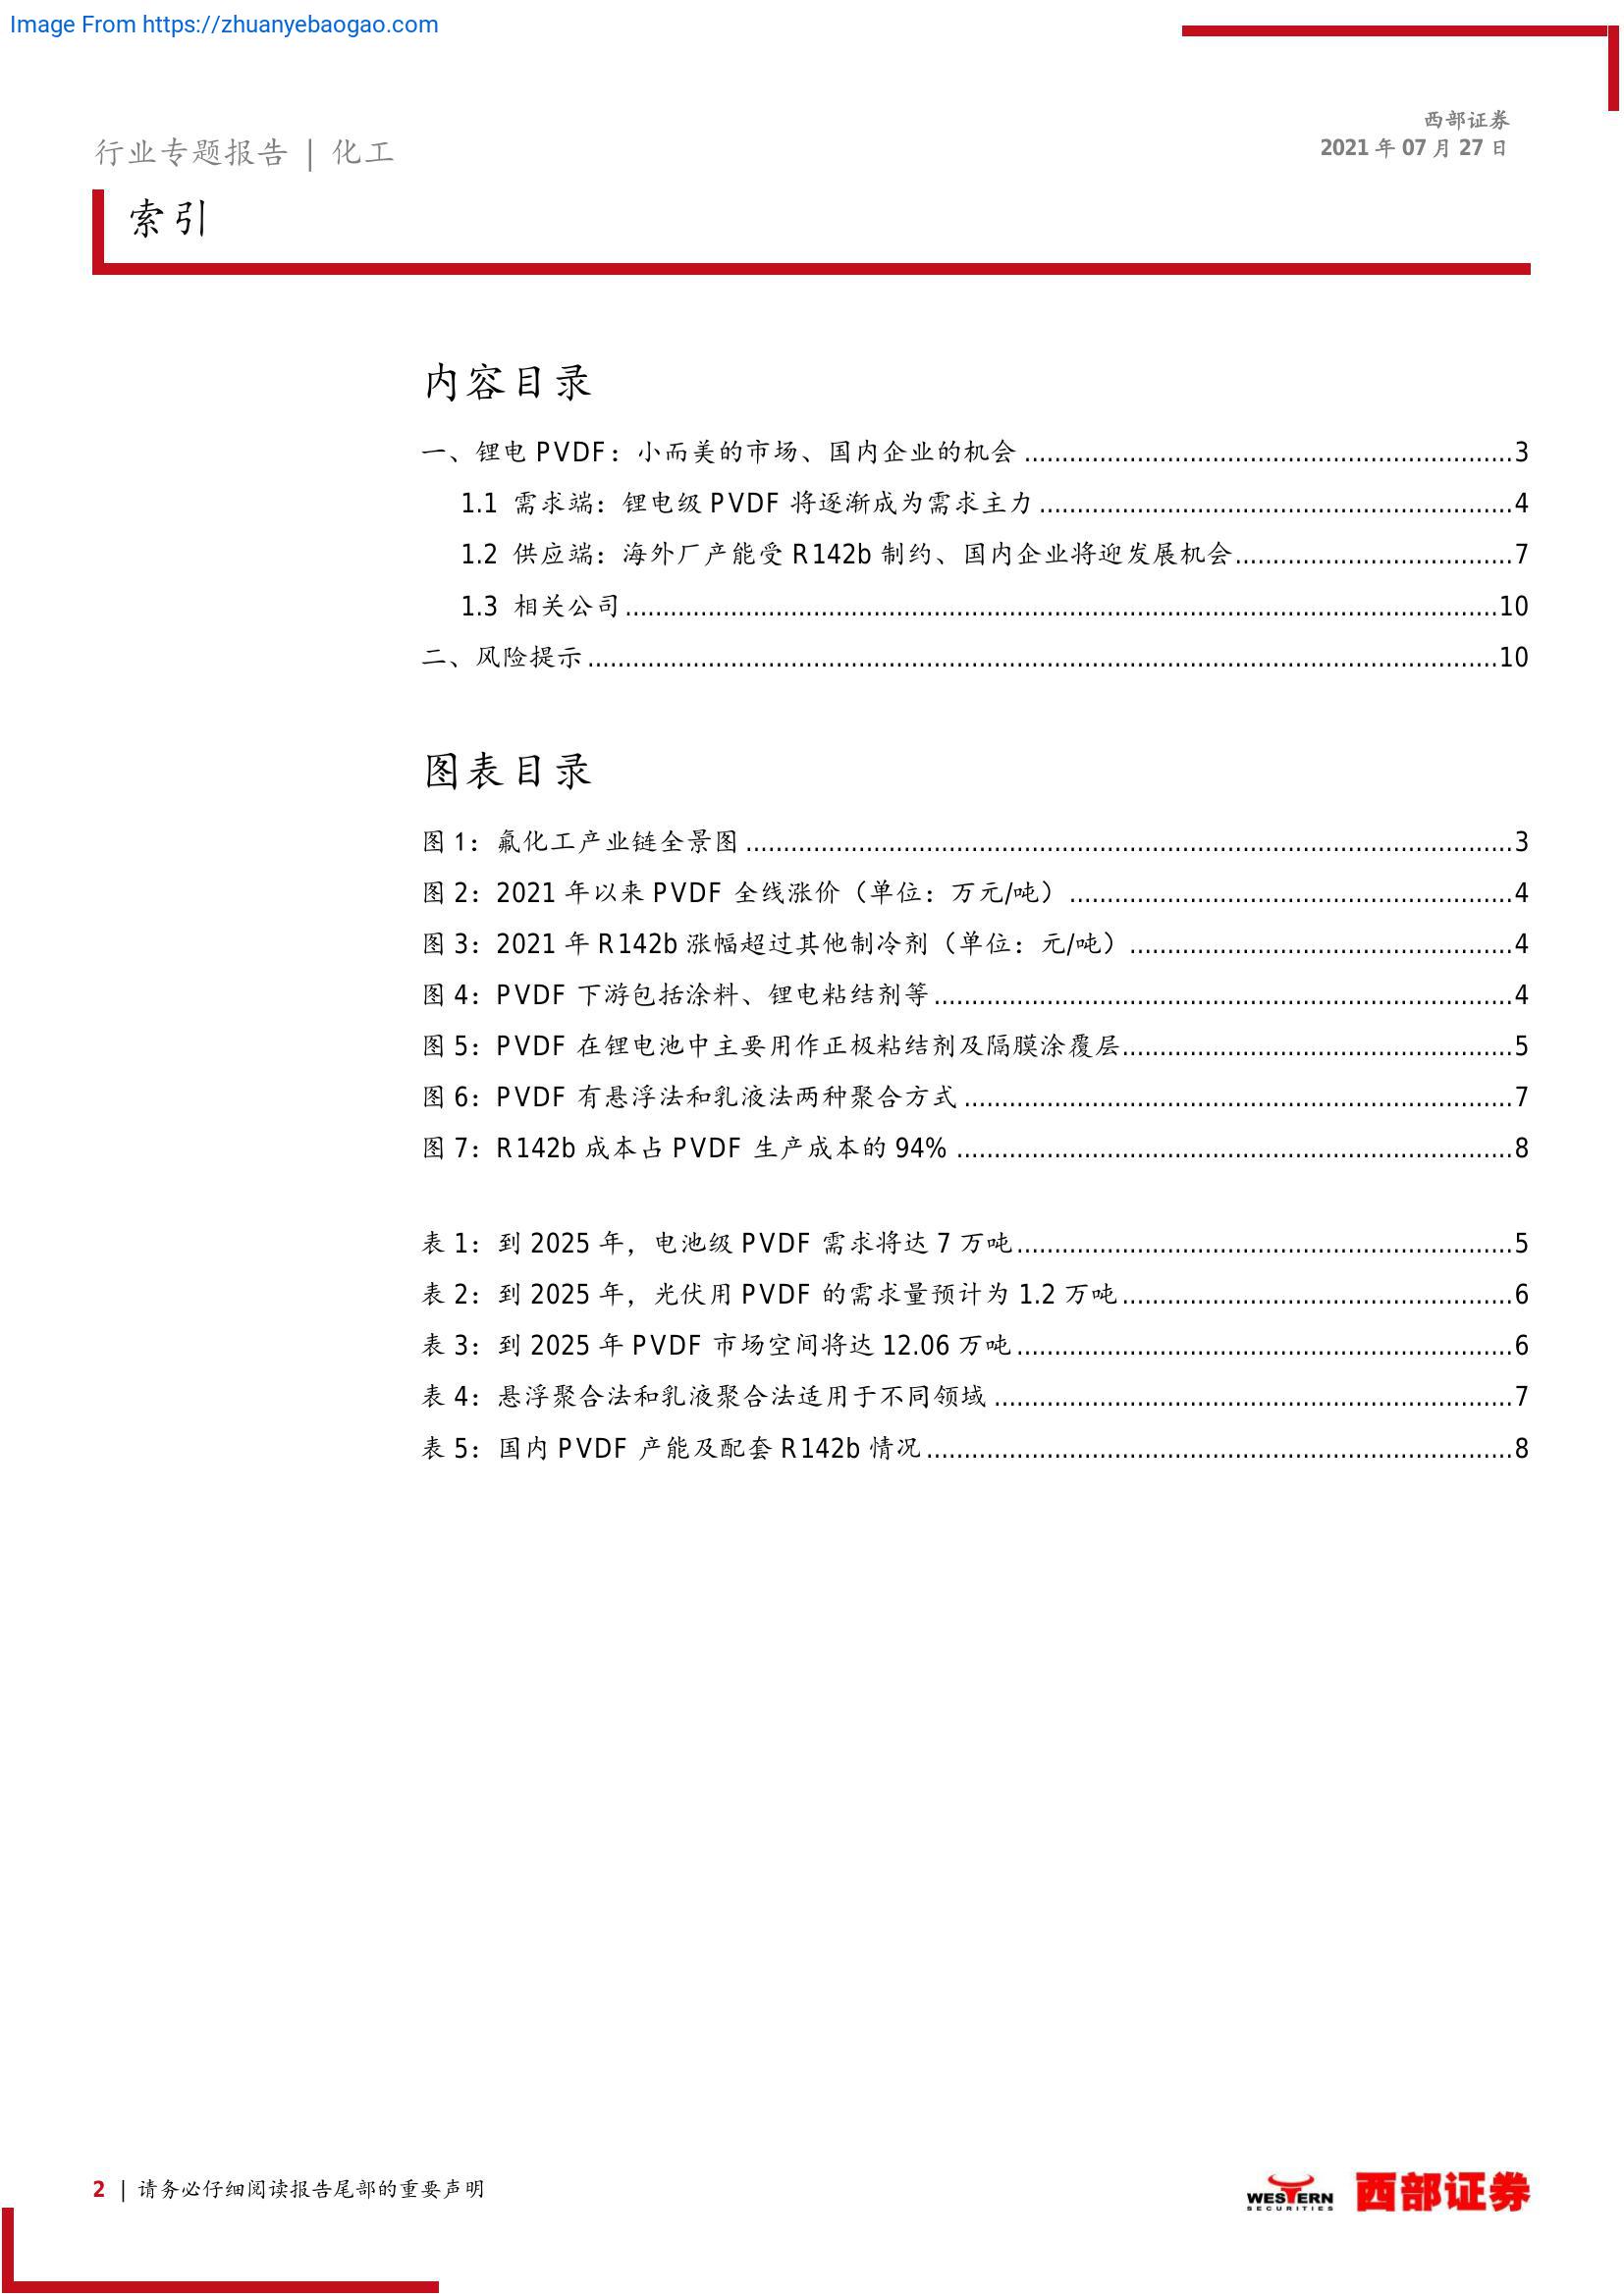 Image From https://zhuanyebaogao.com
西部证券
2021 年 07 月 27 日
行业专题报告 | 化工
索引
内容目录
一、锂电 PVDF：小而美的市场、国内企业的机会 ................................................................. 3
1.1 需求端：锂电级 PVDF 将逐渐成为需求主力 ............................................................... 4
1.2 供应端：海外厂产能受 R142b 制约、国内企业将迎发展机会..................................... 7
1.3 相关公司.................................................................................................................... 10
二、风险提示......................................................................................................................... 10
图表目录
图 1：氟化工产业链全景图 ...................................................................................................... 3
图 2：2021 年以来 PVDF 全线涨价（单位：万元/吨） ........................................................... 4
图 3：2021 年 R142b 涨幅超过其他制冷剂（单位：元/吨） ................................................... 4
图 4：PVDF 下游包括涂料、锂电粘结剂等 ............................................................................. 4
图 5：PVDF 在锂电池中主要用作正极粘结剂及隔膜涂覆层.................................................... 5
图 6：PVDF 有悬浮法和乳液法两种聚合方式 ......................................................................... 7
图 7：R142b 成本占 PVDF 生产成本的 94% .......................................................................... 8
表 1：到 2025 年，电池级 PVDF 需求将达 7 万吨.................................................................. 5
表 2：到 2025 年，光伏用 PVDF 的需求量预计为 1.2 万吨.................................................... 6
表 3：到 2025 年 PVDF 市场空间将达 12.06 万吨.................................................................. 6
表 4：悬浮聚合法和乳液聚合法适用于不同领域 ..................................................................... 7
表 5：国内 PVDF 产能及配套 R142b 情况.............................................................................. 8
2 | 请务必仔细阅读报告尾部的重要声明
WESTERN 西部证券
SECURITIES